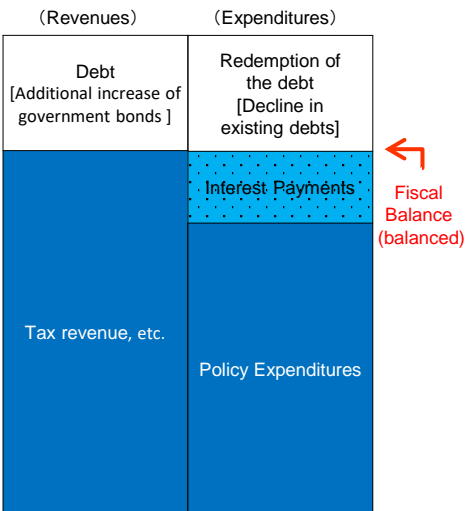 （Revenues）
（Expenditures）
Debt
[Additional increase of
government bonds ]
Redemption of
the debt
[Decline in
existing debts]
Interest Payments
Fiscal
Balance
(balanced)
Tax revenue, etc.
Policy Expenditures